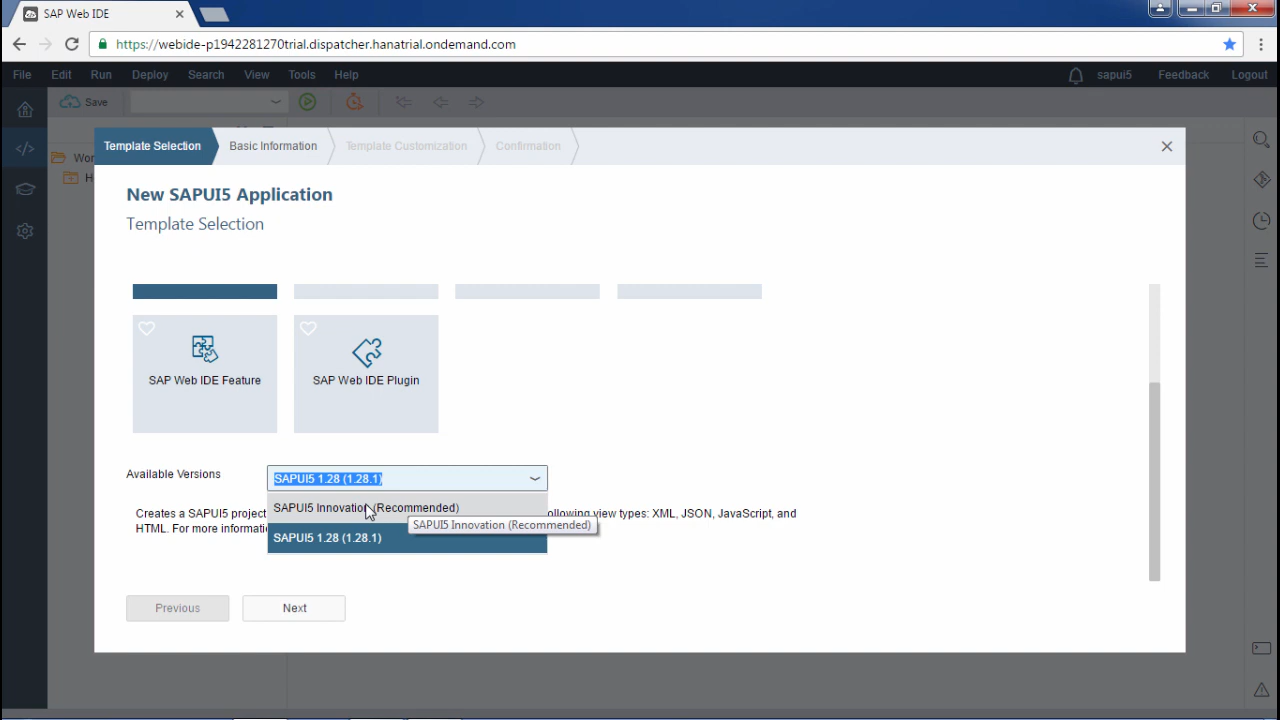 SAP Web IDE
https://webide-p1942281270trial.dispatcher.hanatrial.ondemand.com
File Edit Run Deploy Search View Tools Help sapui5 Feedback Logout
Save
Wor
H
Template Selection Basic Information Template Customization Confirmation
New SAPUI5 Application
Template Selection
SAP Web IDE Feature SAP Web IDE Plugin
Available Versions SAPUI5 1.28 (1.28.1)
SAPUI5 Innovation (Recommended)
SAPUI5 Innovation (Recommended)
SAPUI5 1.28 (1.28.1)
Creates a SAPUI5 project ollowing view types: XML, JSON, JavaScript, and
HTML. For more informatio
Previous Next